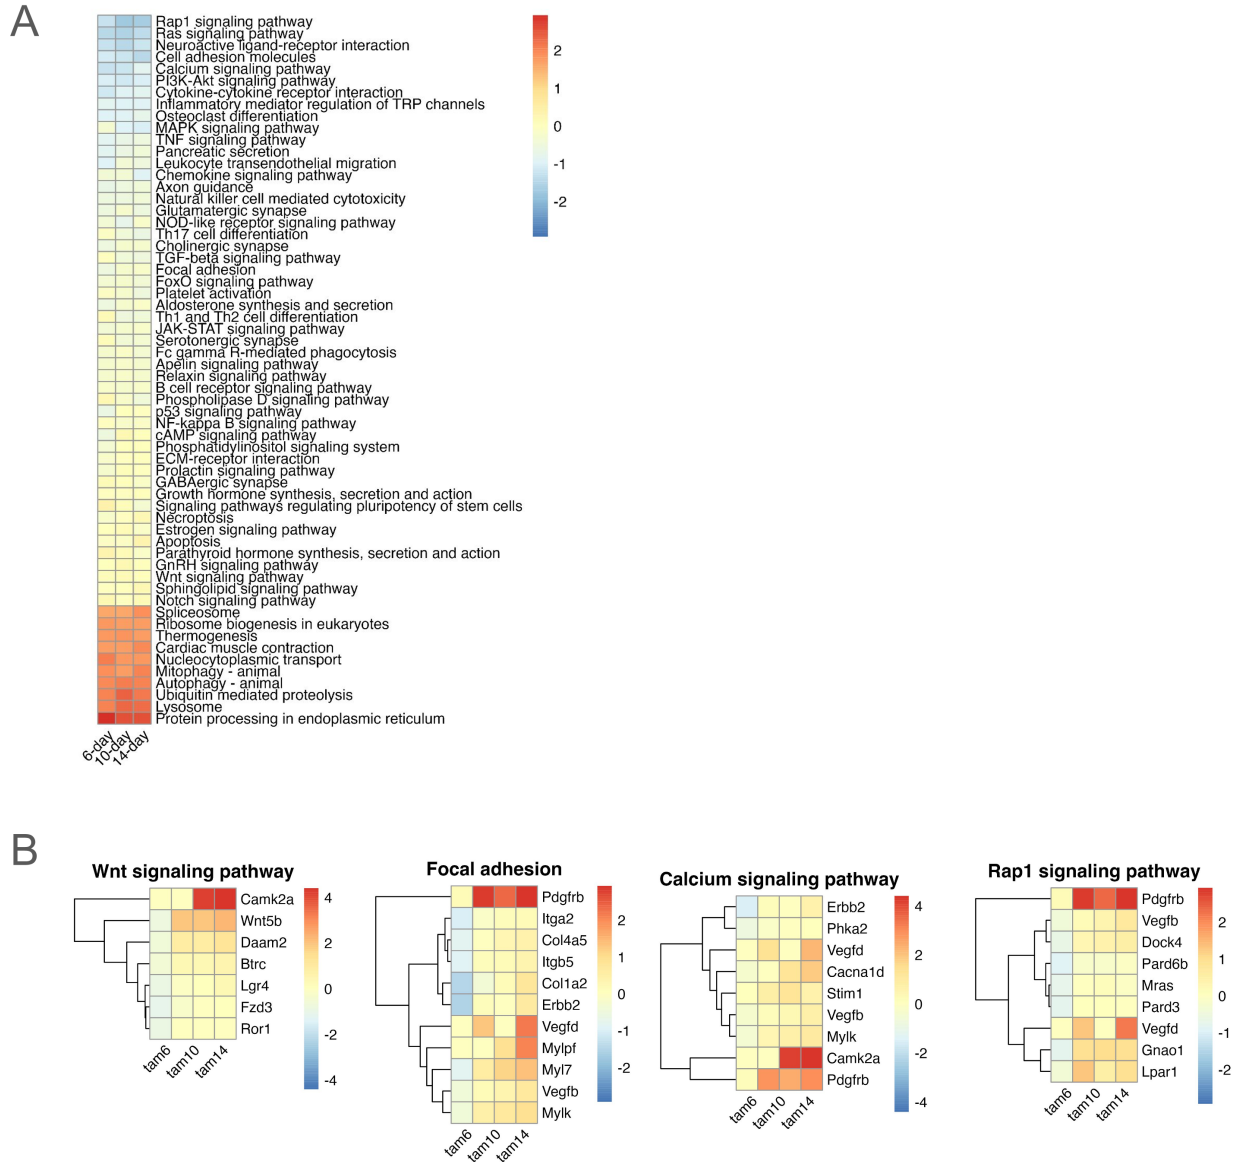 A
Rap1 signaling pathway
Ras signaling pathway
Neuroactive ligand-receptor interaction
Cell adhesion molecules
Calcium signaling pathway
PI3K-Akt signaling pathway
Cytokine-cytokine receptor interaction
Inflammatory mediator regulation of TRP channels
Osteoclast differentiation
MAPK signaling pathway
TNF signaling pathway
Pancreatic secretion
Leukocyte transendothelial migration
Chemokine signaling pathway
Axon guidance
Natural killer cell mediated cytotoxicity
Glutamatergic synapse
NOD-like receptor signaling pathway
Th17 cell differentiation
Cholinergic synapse
TGF-beta signaling pathway
Focal adhesion
FoxO signaling pathway
Platelet activation
Aldosterone synthesis and secretion
Th1 and Th2 cell differentiation
JAK-STAT signaling pathway
Serotonergic synapse
Fc gamma R-mediated phagocytosis
Apelin signaling pathway
Relaxin signaling pathway
B cell receptor signaling pathway
Phospholipase D signaling pathway
p53 signaling pathway
NF-kappa B signaling pathway
cAMP signaling pathway
Phosphatidylinositol signaling system
ECM-receptor interaction
Prolactin signaling pathway
GABAergic synapse
Growth hormone synthesis, secretion and action
Signaling pathways regulating pluripotency of stem cells
Necroptosis
Estrogen signaling pathway
Apoptosis
Parathyroid hormone synthesis, secretion and action
GnRH signaling pathway
Wnt signaling pathway
Sphingolipid signaling pathway
Notch signaling pathway
Spliceosome
Ribosome biogenesis in eukaryotes
Thermogenesis
Cardiac muscle contraction
Nucleocytoplasmic transport
Mitophagy - animal
Autophagy - animal
Ubiquitin mediated proteolysis
Lysosome
Protein processing in endoplasmic reticulum
6-day
10-day
14-day
2
1
0
-1
-2
B
Wnt signaling pathway
Camk2a
Wnt5b
Daam2
Btrc
Lgr4
Fzd3
Ror1
tam6
tam10
tam14
4
2
0
-2
-4
Focal adhesion
Pdgfrb
Itga2
Col4a5
Itgb5
Col1a2
Erbb2
Vegfd
Mylpf
Myl7
Vegfb
Mylk
tam6
tam10
tam14
2
1
0
-1
-2
Calcium signaling pathway
Erbb2
Phka2
Vegfd
Cacna1d
Stim1
Vegfb
Mylk
Camk2a
Pdgfrb
tam6
tam10
tam14
4
2
0
-2
-4
Rap1 signaling pathway
Pdgfrb
Vegfb
Dock4
Pard6b
Mras
Pard3
Vegfd
Gnao1
Lpar1
tam6
tam10
tam14
2
1
0
-1
-2